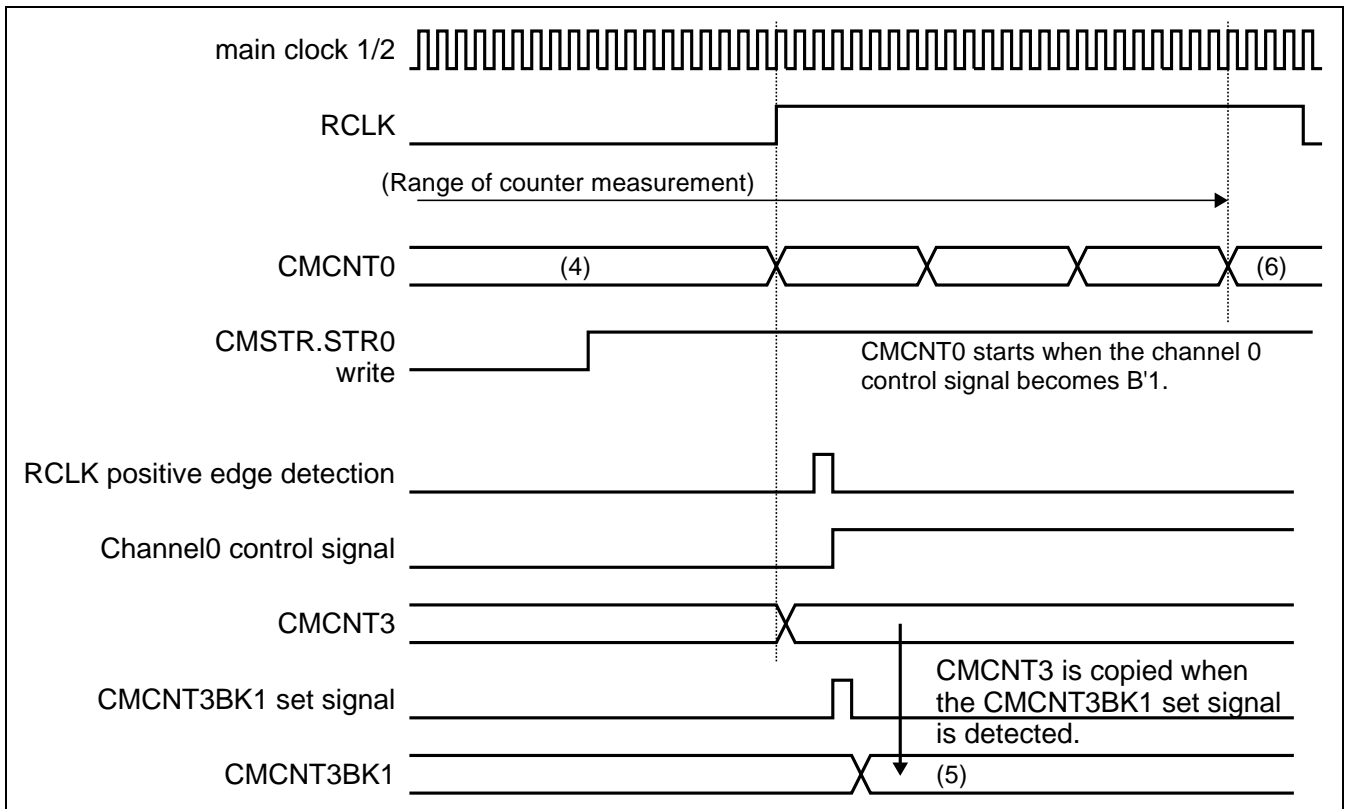 main clock 1/2
RCLK
(Range of counter measurement)
CMCNT0
(4)
(6)
CMSTR.STR0
write
CMCNT0 starts when the channel 0
control signal becomes B'1.
RCLK positive edge detection
Channel0 control signal
CMCNT3
CMCNT3 is copied when
the CMCNT3BK1 set signal
is detected.
CMCNT3BK1 set signal
CMCNT3BK1
(5)